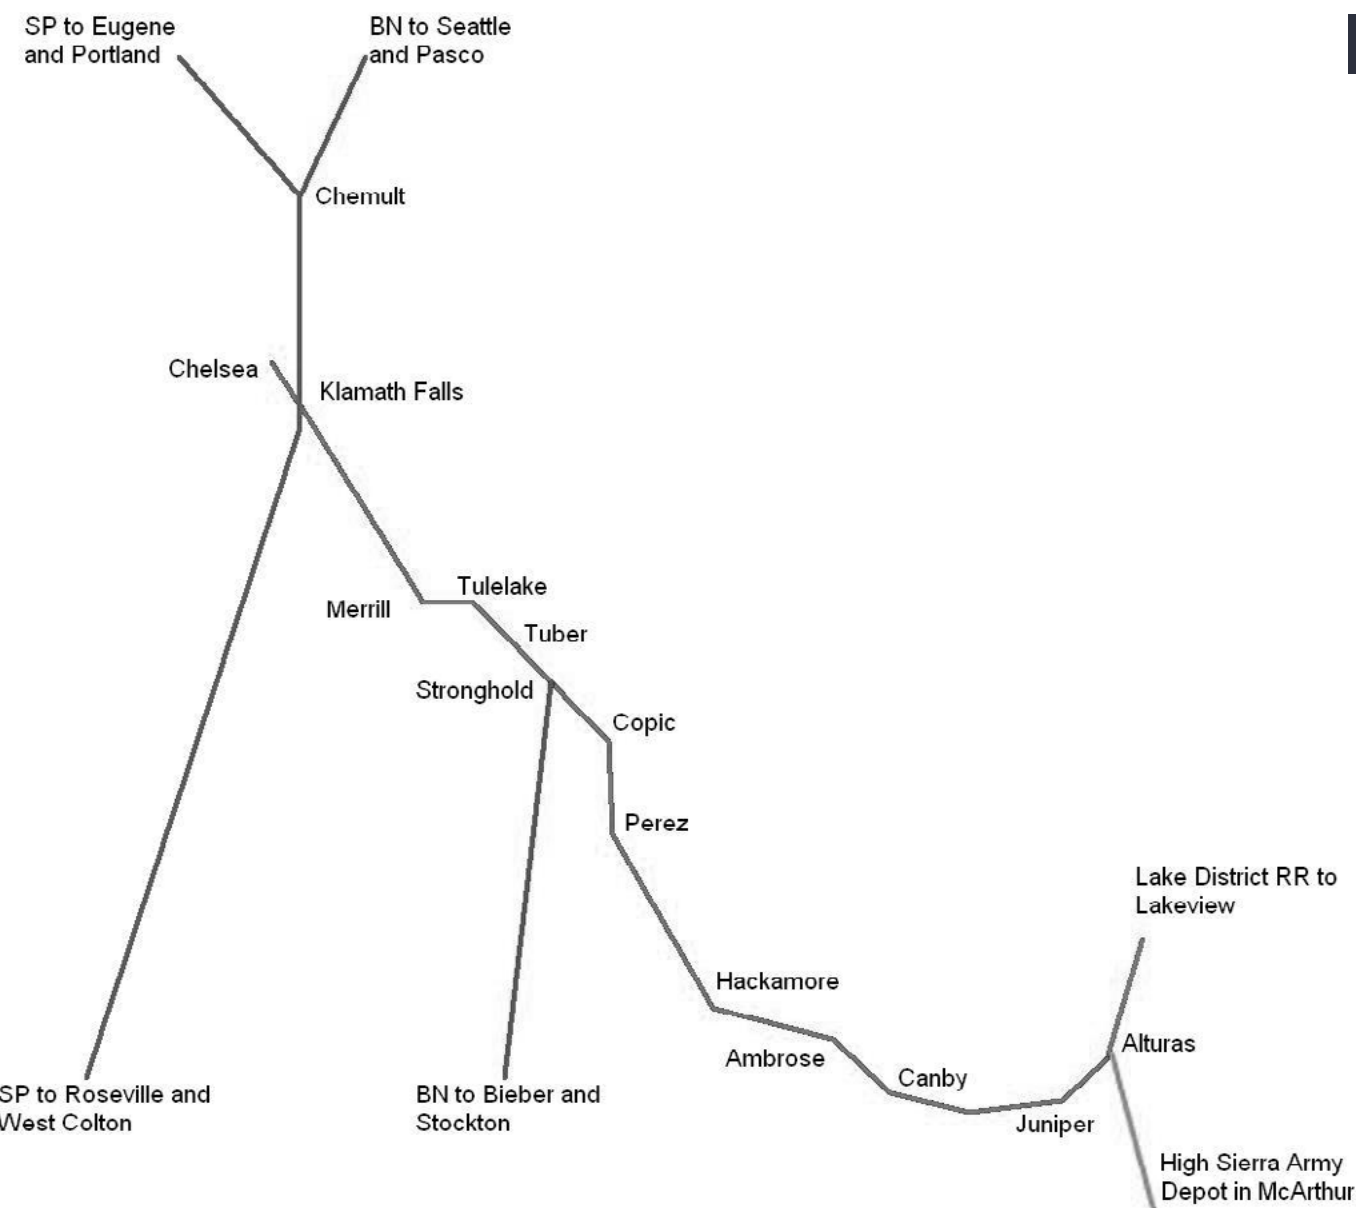 SP to Eugene
and Portland
BN to Seattle
and Pasco
Chemult
Chelsea
Klamath Falls
Tulelake
Merrill
Tuber
Stronghold
Copic
Perez
Lake District RR to
Lakeview
Hackamore
Alturas
Ambrose
Canby
SP to Roseville and
West Colton
BN to Bieber and
Stockton
Juniper
High Sierra Army
Depot in McArthur